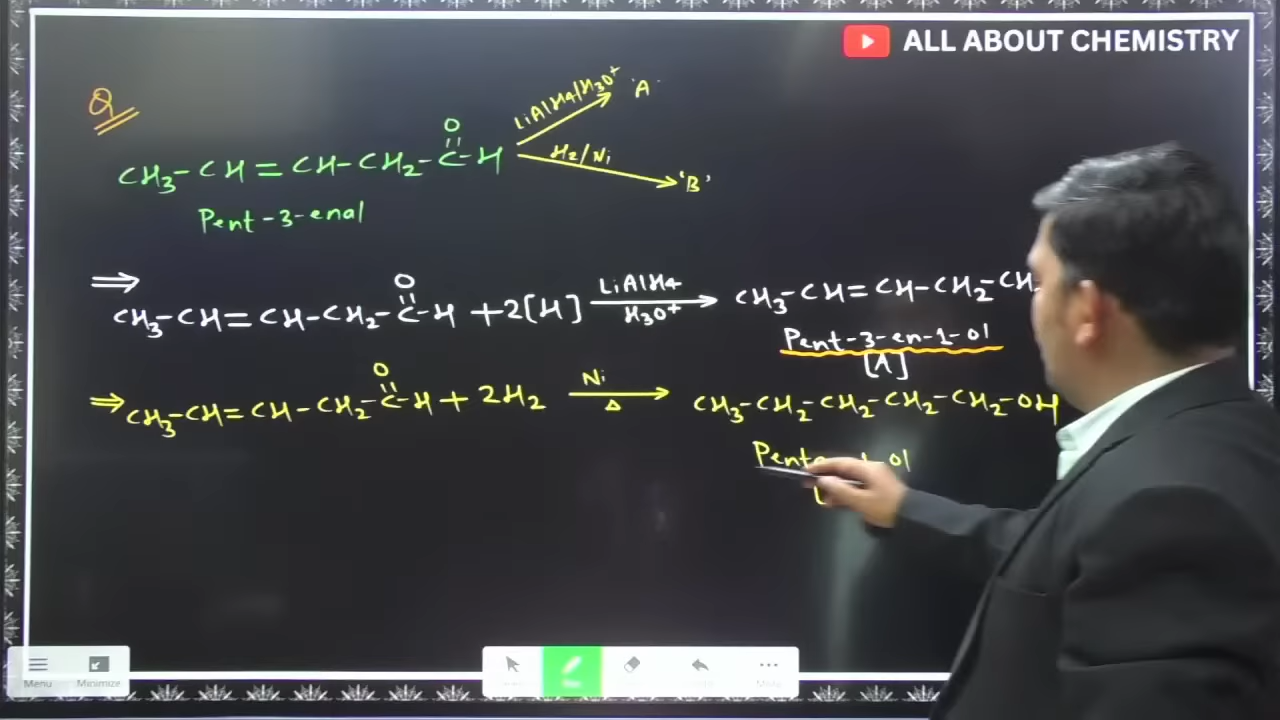 ALL ABOUT CHEMISTRY
Q
LiAlH4/H3O+ 'A'
O
CH3-CH=CH-CH2-C-H
H2/Ni 'B'
Pent-3-enal
O
⇒ CH3-CH=CH-CH2-C-H +2[H] LiAlH4 H3O+ → CH3-CH=CH-CH2-CH
Pent-3-en-1-ol
[A]
O
⇒ CH3-CH=CH-CH2-C-H + 2H2 Ni Δ → CH3-CH2-CH2-CH2-CH2-OH
ol
Menu Minimize